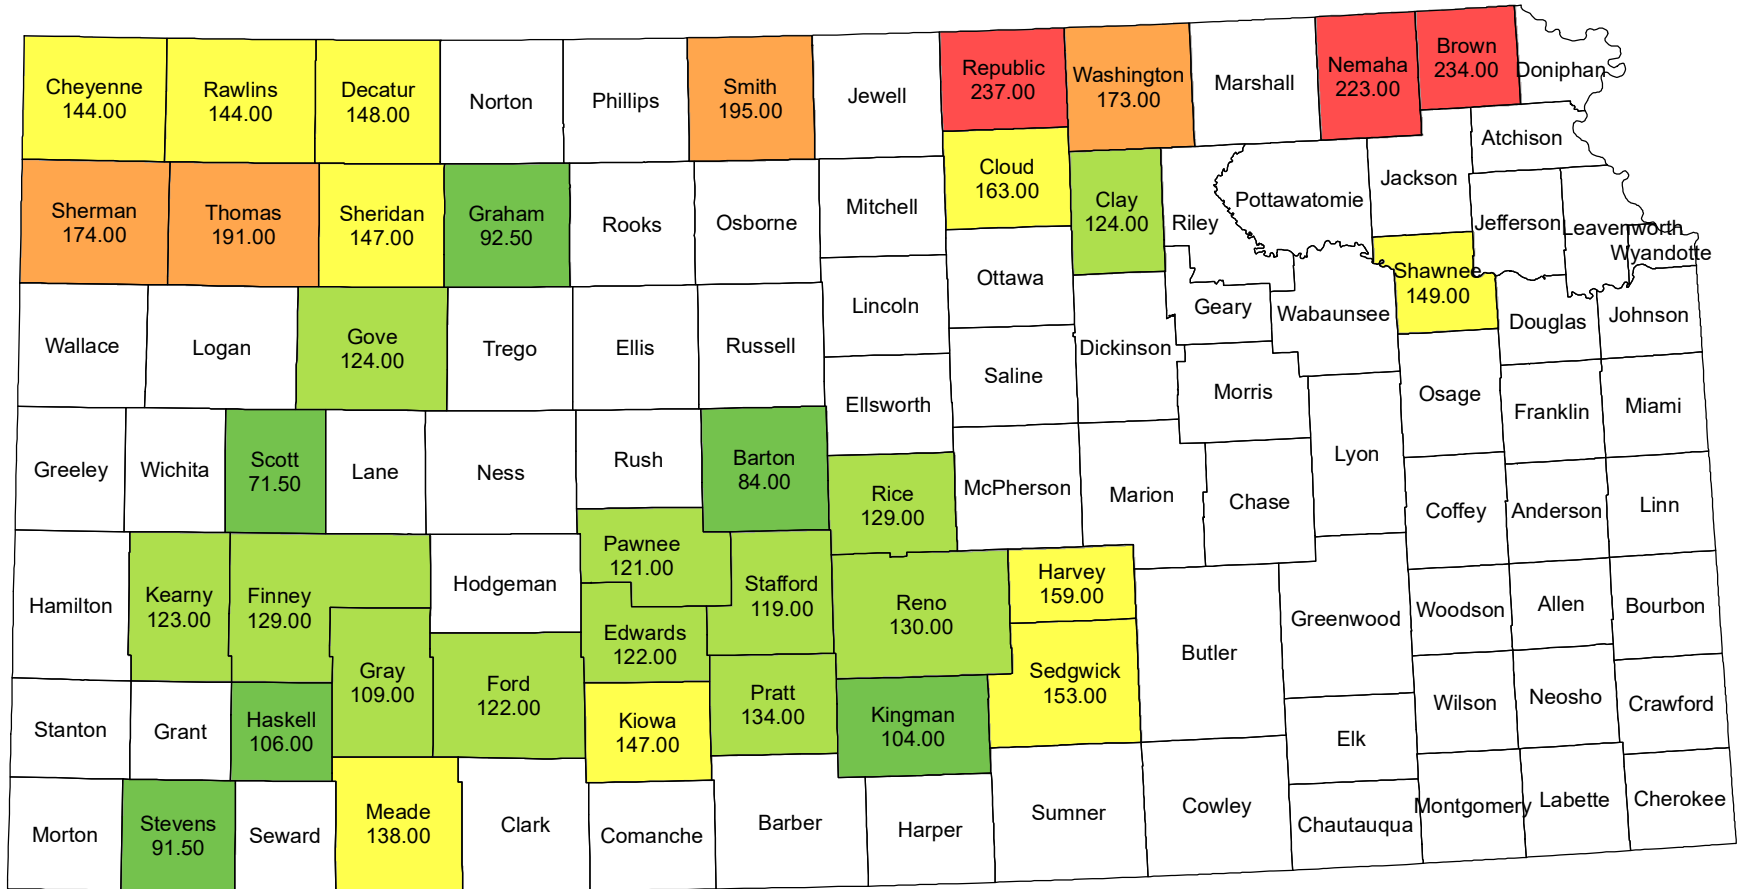 Cheyenne
144.00
Rawlins
144.00
Decatur
148.00
Norton
Phillips
Smith
195.00
Jewell
Republic
237.00
Washington
173.00
Marshall
Nemaha
223.00
Brown
234.00
Doniphan
Atchison
Sherman
174.00
Thomas
191.00
Sheridan
147.00
Graham
92.50
Rooks
Osborne
Mitchell
Cloud
163.00
Clay
124.00
Riley
Pottawatomie
Jackson
Jefferson
Leavenworth
Wyandotte
Shawnee
149.00
Wallace
Logan
Gove
124.00
Trego
Ellis
Russell
Lincoln
Ottawa
Saline
Dickinson
Geary
Wabaunsee
Douglas
Johnson
Morris
Osage
Franklin
Miami
Ellsworth
Greeley
Wichita
Scott
71.50
Lane
Ness
Rush
Barton
84.00
Rice
129.00
McPherson
Marion
Chase
Lyon
Coffey
Anderson
Linn
Hamilton
Kearny
123.00
Finney
129.00
Hodgeman
Pawnee
121.00
Stafford
119.00
Edwards
122.00
Reno
130.00
Harvey
159.00
Butler
Greenwood
Woodson
Allen
Bourbon
Stanton
Grant
Haskell
106.00
Gray
109.00
Ford
122.00
Kiowa
147.00
Pratt
134.00
Kingman
104.00
Sedgwick
153.00
Elk
Wilson
Neosho
Crawford
Morton
Stevens
91.50
Seward
Meade
138.00
Clark
Comanche
Barber
Harper
Sumner
Cowley
Chautauqua
Montgomery
Labette
Cherokee